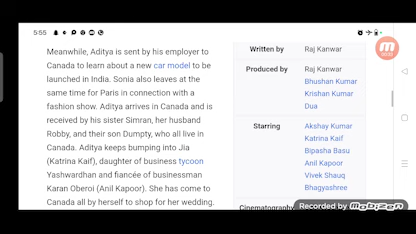 5:55
Meanwhile, Aditya is sent by his employer to
Canada to learn about a new car model to be
launched in India. Sonia also leaves at the
same time for Paris in connection with a
fashion show. Aditya arrives in Canada and is
received by his sister Simran, her husband
Robby, and their son Dumpty, who all live in
Canada. Aditya keeps bumping into Jia
(Katrina Kaif), daughter of business tycoon
Yashwardhan and fiancée of businessman
Karan Oberoi (Anil Kapoor). She has come to
Canada all by herself to shop for her wedding.
Written by Raj Kanwar
Produced by Raj Kanwar
Bhushan Kumar
Krishan Kumar
Dua
Starring Akshay Kumar
Katrina Kaif
Bipasha Basu
Anil Kapoor
Vivek Shauq
Bhagyashree
Cinematography
Recorded by Mobizen